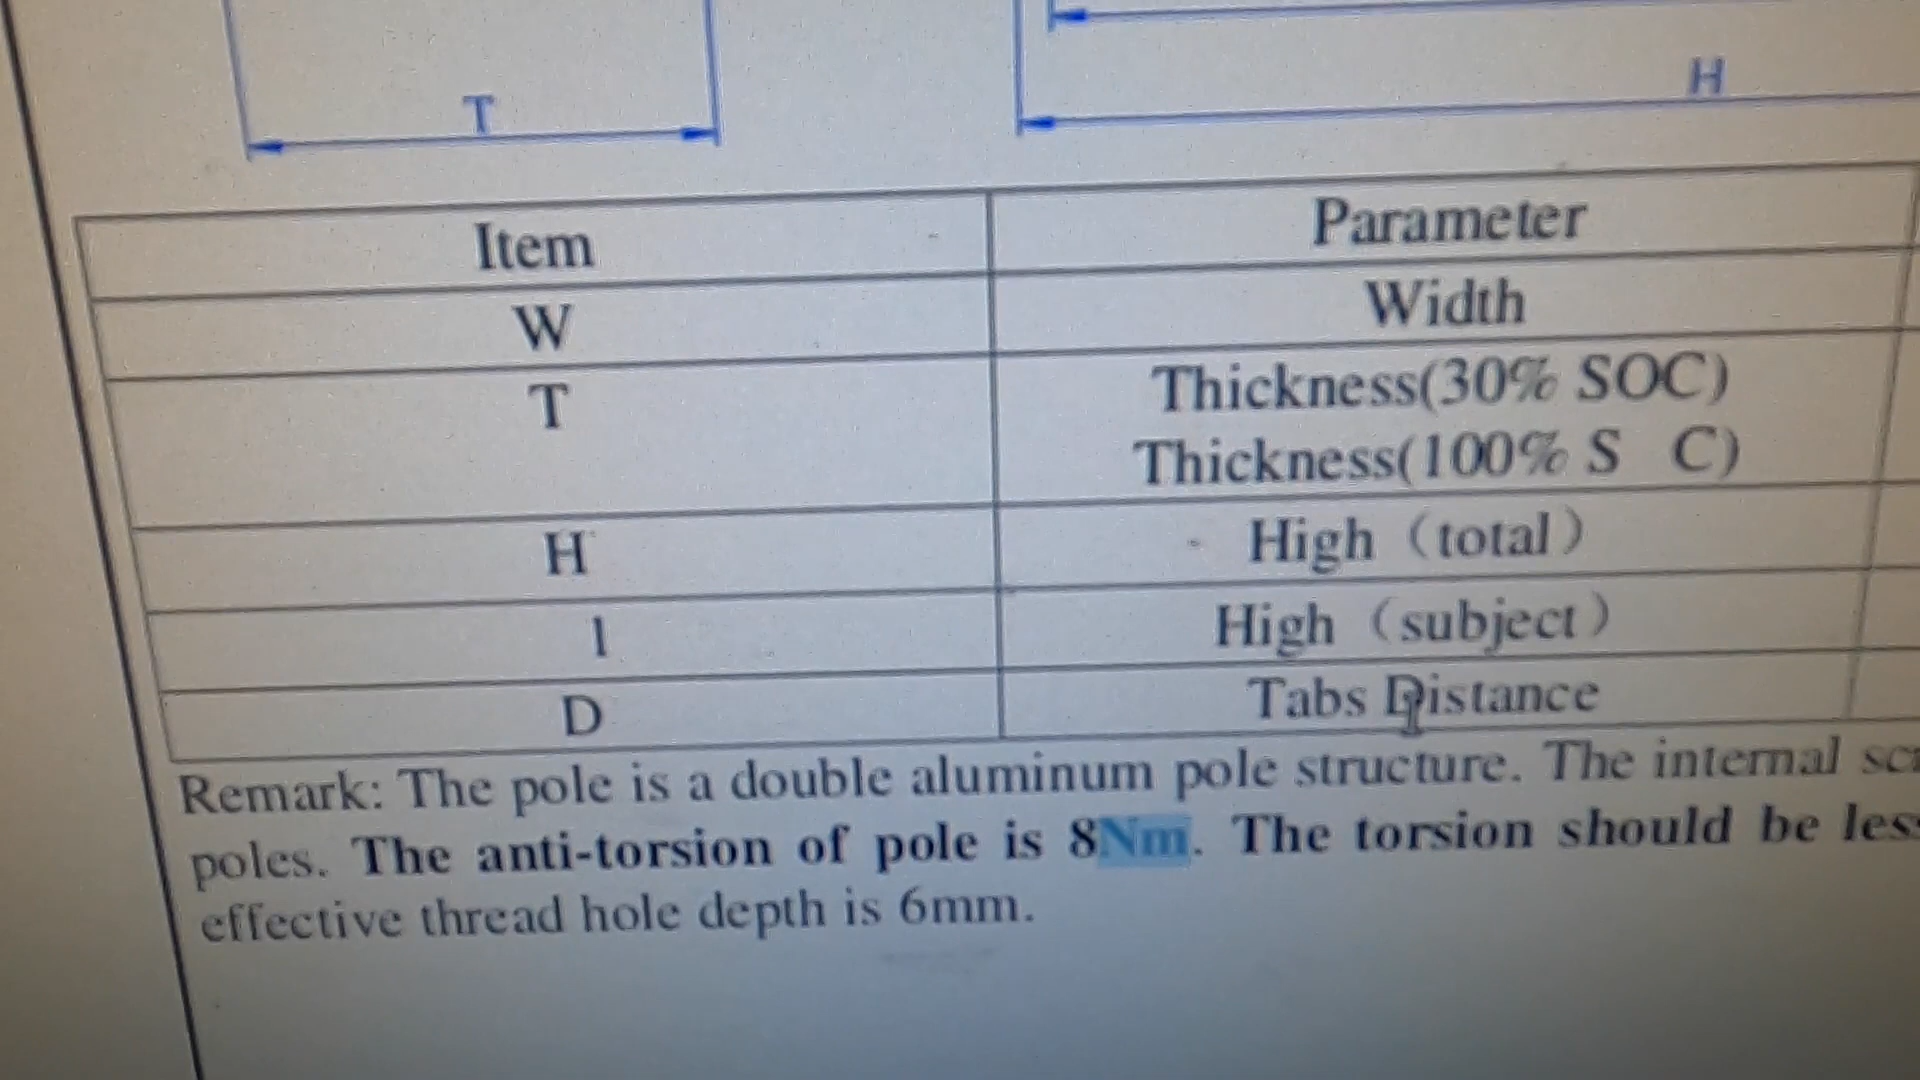 T
H
Item Parameter
W Width
T Thickness(30% SOC)
Thickness(100% S C)
H High （total）
1 High （subject）
D Tabs Distance
Remark: The pole is a double aluminum pole structure. The internal
poles. The anti-torsion of pole is 8Nm. The torsion should be
effective thread hole depth is 6mm.